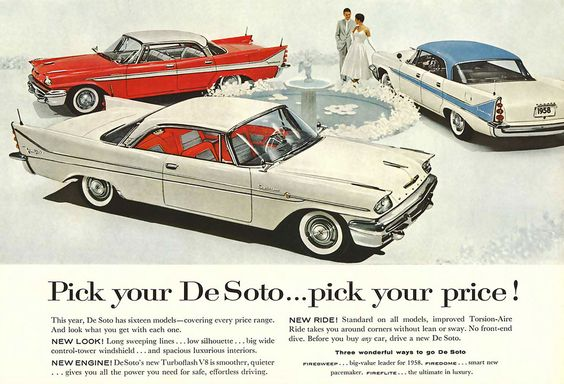 1958
Pick your De Soto...pick your price!
This year, De Soto has sixteen models—covering every price range.
And look what you get with each one.
NEW LOOK! Long sweeping lines . . . low silhouette . . . big wide
control-tower windshield . . . and spacious luxurious interiors.
NEW ENGINE! DeSoto's new Turboflash V8 is smoother, quieter
. . . gives you all the power you need for safe, effortless driving.
NEW RIDE! Standard on all models, improved Torsion-Aire
Ride takes you around corners without lean or sway. No front-end
dive. Before you buy any car, drive a new De Soto.
Three wonderful ways to go De Soto
FIRESWEEP. . . big-value leader for 1958. FIREDOME. . . smart new
pacemaker. FIREFLITE . . . the ultimate in luxury.